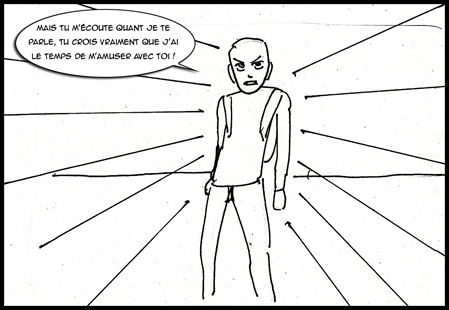 MAIS TU M'ÉCOUTE QUANT JE TE
PARLE, TU CROIS VRAIMENT QUE J'AI
LE TEMPS DE M'AMUSER AVEC TOI !